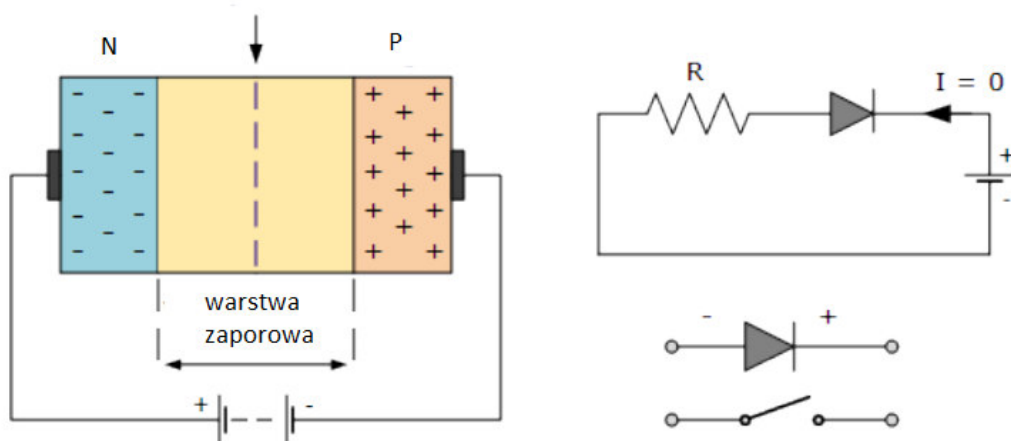 N
P
warstwa
zaporowa
+
-
R
I = 0
+
-
-
+